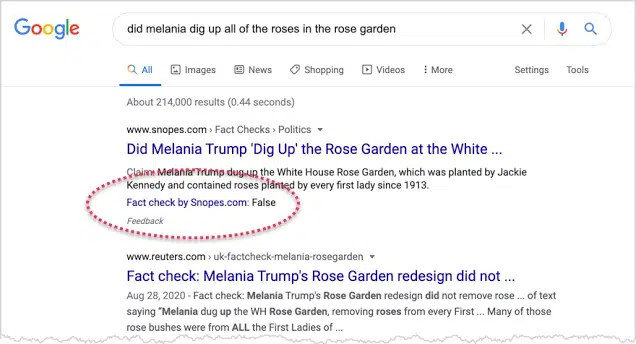 Google
did melania dig up all of the roses in the rose garden
All Images News Shopping Videos More Settings Tools
About 214,000 results (0.44 seconds)
www.snopes.com › Fact Checks › Politics
Did Melania Trump 'Dig Up' the Rose Garden at the White ...
Claim: Melania Trump dug up the White House Rose Garden, which was planted by Jackie
Kennedy and contained roses planted by every first lady since 1913.
Fact check by Snopes.com: False
Feedback
www.reuters.com › uk-factcheck-melania-rosegarden
Fact check: Melania Trump's Rose Garden redesign did not ...
Aug 28, 2020 - Fact check: Melania Trump's Rose Garden redesign did not remove rose ... of text
saying “Melania dug up the WH Rose Garden, removing roses from every First ... Many of those
rose bushes were from ALL the First Ladies of ...